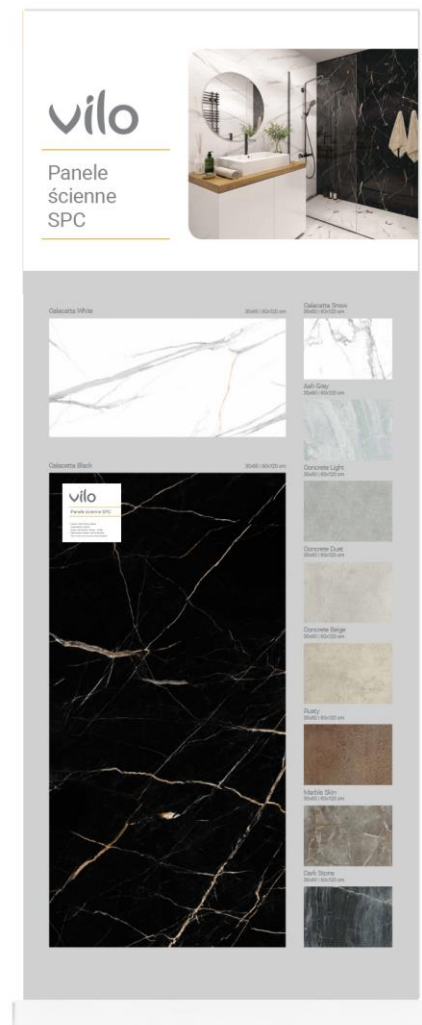 vilo
Panele
ścienne
SPC
Calacatta White 30x60 | 60x120 cm
Calacatta Snow
30x60 | 60x120 cm
Ash Grey
30x60 | 60x120 cm
Calacatta Black 30x60 | 60x120 cm
vilo
Panele ścienne SPC
Concrete Light
30x60 | 60x120 cm
Concrete Dust
30x60 | 60x120 cm
Concrete Beige
30x60 | 60x120 cm
Rusty
30x60 | 60x120 cm
Marble Skin
30x60 | 60x120 cm
Dark Stone
30x60 | 60x120 cm